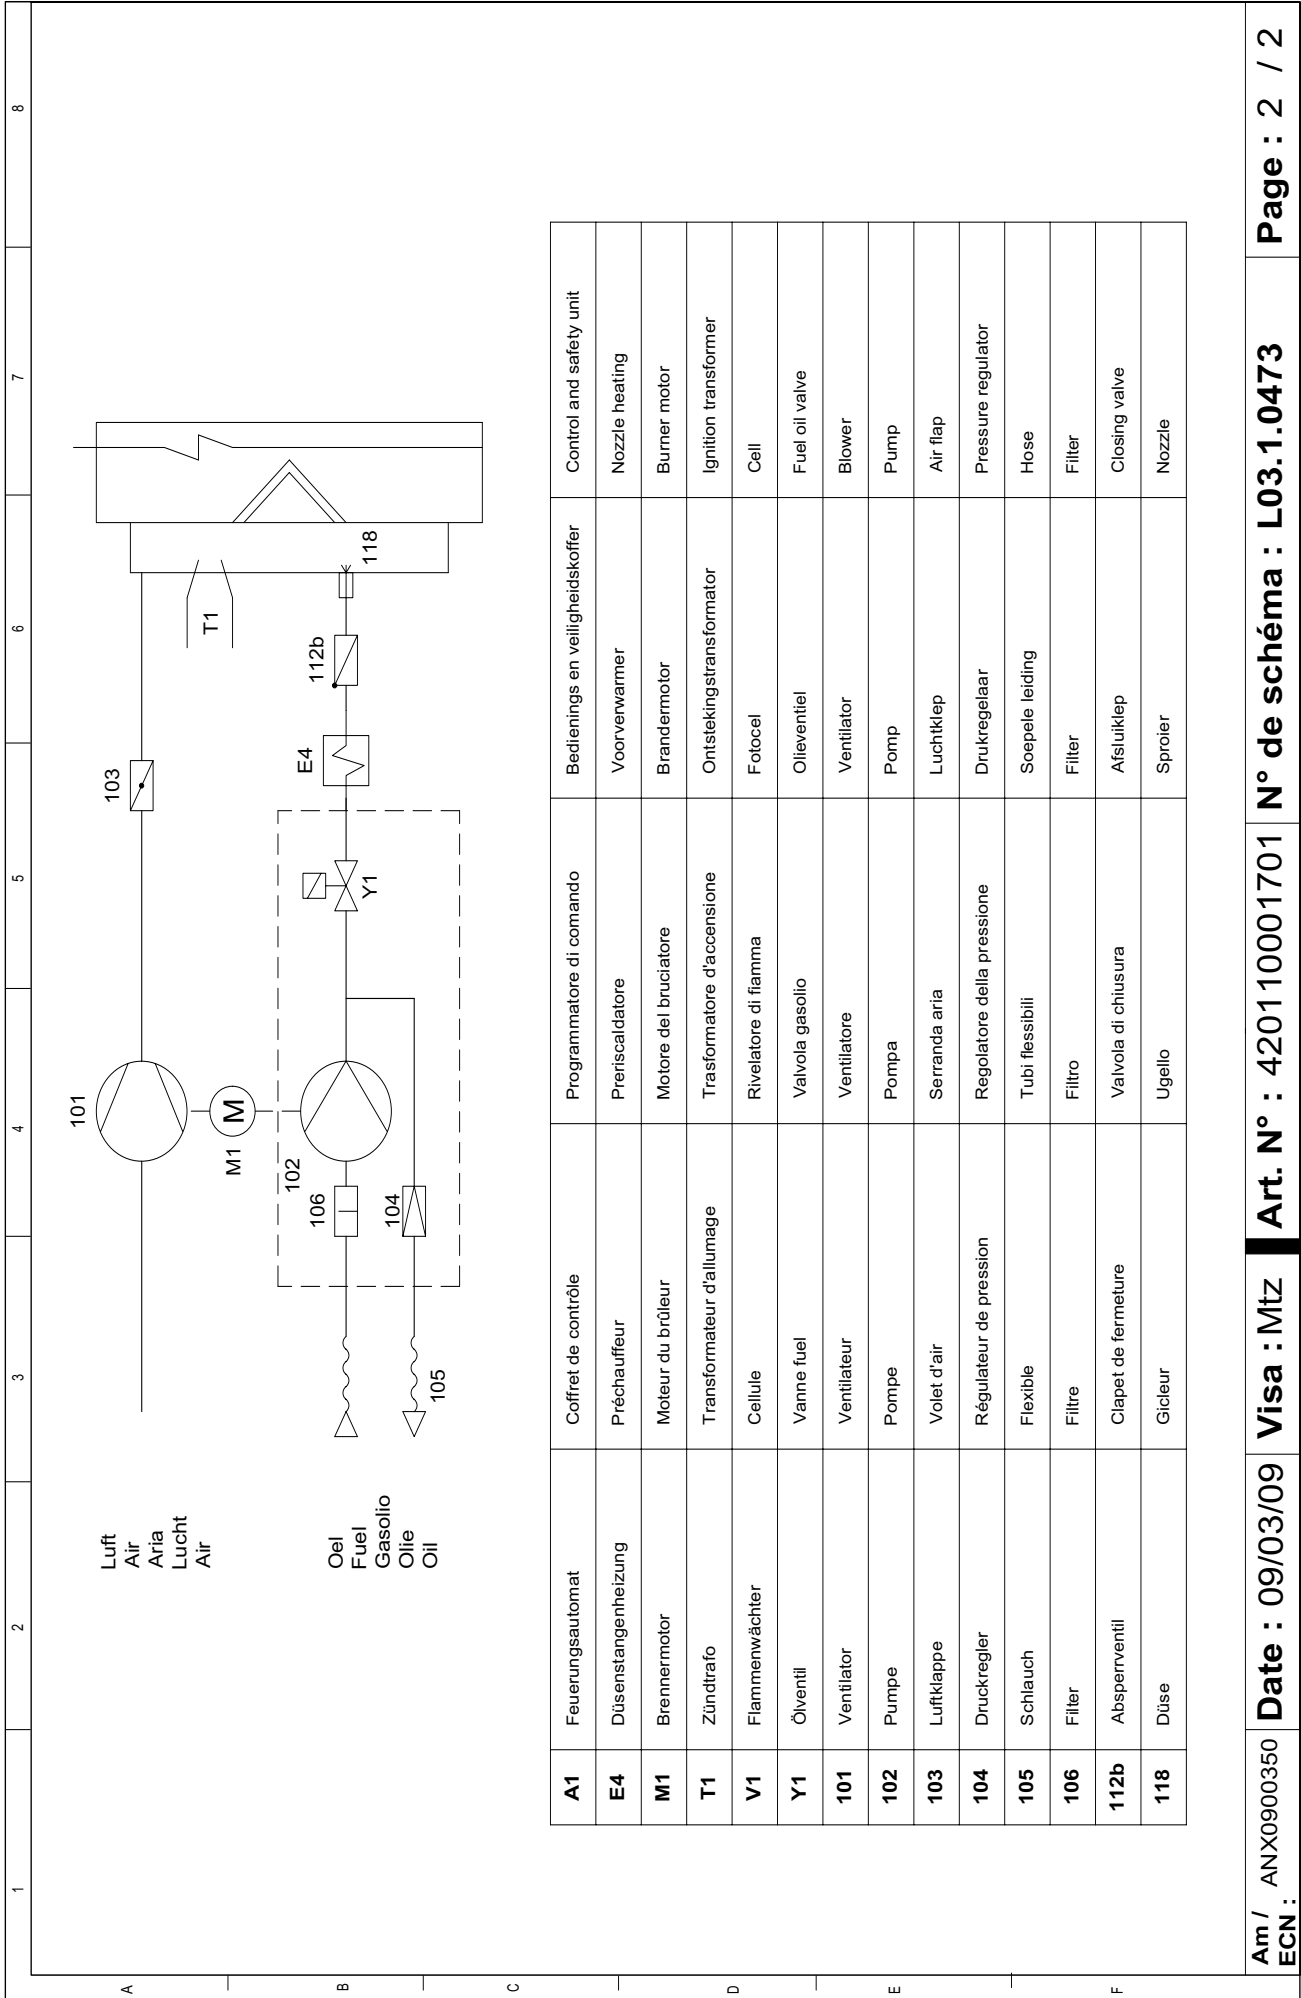 1 2 3 4 5 6 7 8
A
B
C
D
E
F
Luft
Air
Aria
Lucht
Air
Oel
Fuel
Gasolio
Olie
Oil
101
103
T1
M1
M
102
106
104
105
Y1
E4
112b
118
A1 Feuerungsautomat Coffret de contrôle Programmatore di comando Bedienings en veiligheidskoffer Control and safety unit
E4 Düsenstangenheizung Préchauffeur Preriscaldatore Voorverwarmer Nozzle heating
M1 Brennermotor Moteur du brûleur Motore del bruciatore Brandermotor Burner motor
T1 Zündtrafo Transformateur d'allumage Trasformatore d'accensione Ontstekingstransformator Ignition transformer
V1 Flammenwächter Cellule Rivelatore di fiamma Fotocel Cell
Y1 Ölventil Vanne fuel Valvola gasolio Olieventiel Fuel oil valve
101 Ventilator Ventilateur Ventilatore Ventilator Blower
102 Pumpe Pompe Pompa Pomp Pump
103 Luftklappe Volet d'air Serranda aria Luchtklep Air flap
104 Druckregler Régulateur de pression Regolatore della pressione Drukregelaar Pressure regulator
105 Schlauch Flexible Tubi flessibili Soepele leiding Hose
106 Filter Filtre Filtro Filter Filter
112b Absperrventil Clapet de fermeture Valvola di chiusura Afsluiklep Closing valve
118 Düse Gicleur Ugello Sproier Nozzle
Am / ECN : ANX0900350 Date : 09/03/09 Visa : Mtz Art. N° : 420110001701 N° de schéma : L03.1.0473 Page : 2 / 2